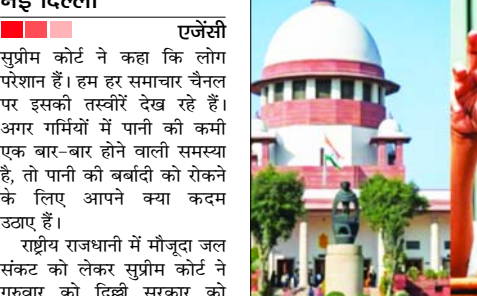 नई दिल्ली
एजेंसी
सुप्रीम कोर्ट ने कहा कि लोग
परेशान हैं। हम हर समाचार चैनल
पर इसकी तस्वीरें देख रहे हैं।
अगर गर्मियों में पानी की कमी
एक बार-बार होने वाली समस्या
है, तो पानी की बर्बादी को रोकने
के लिए आपने क्या कदम
उठाए हैं।
राष्ट्रीय राजधानी में मौजूदा जल
संकट को लेकर सुप्रीम कोर्ट ने
गुरुवार को दिल्ली सरकार को